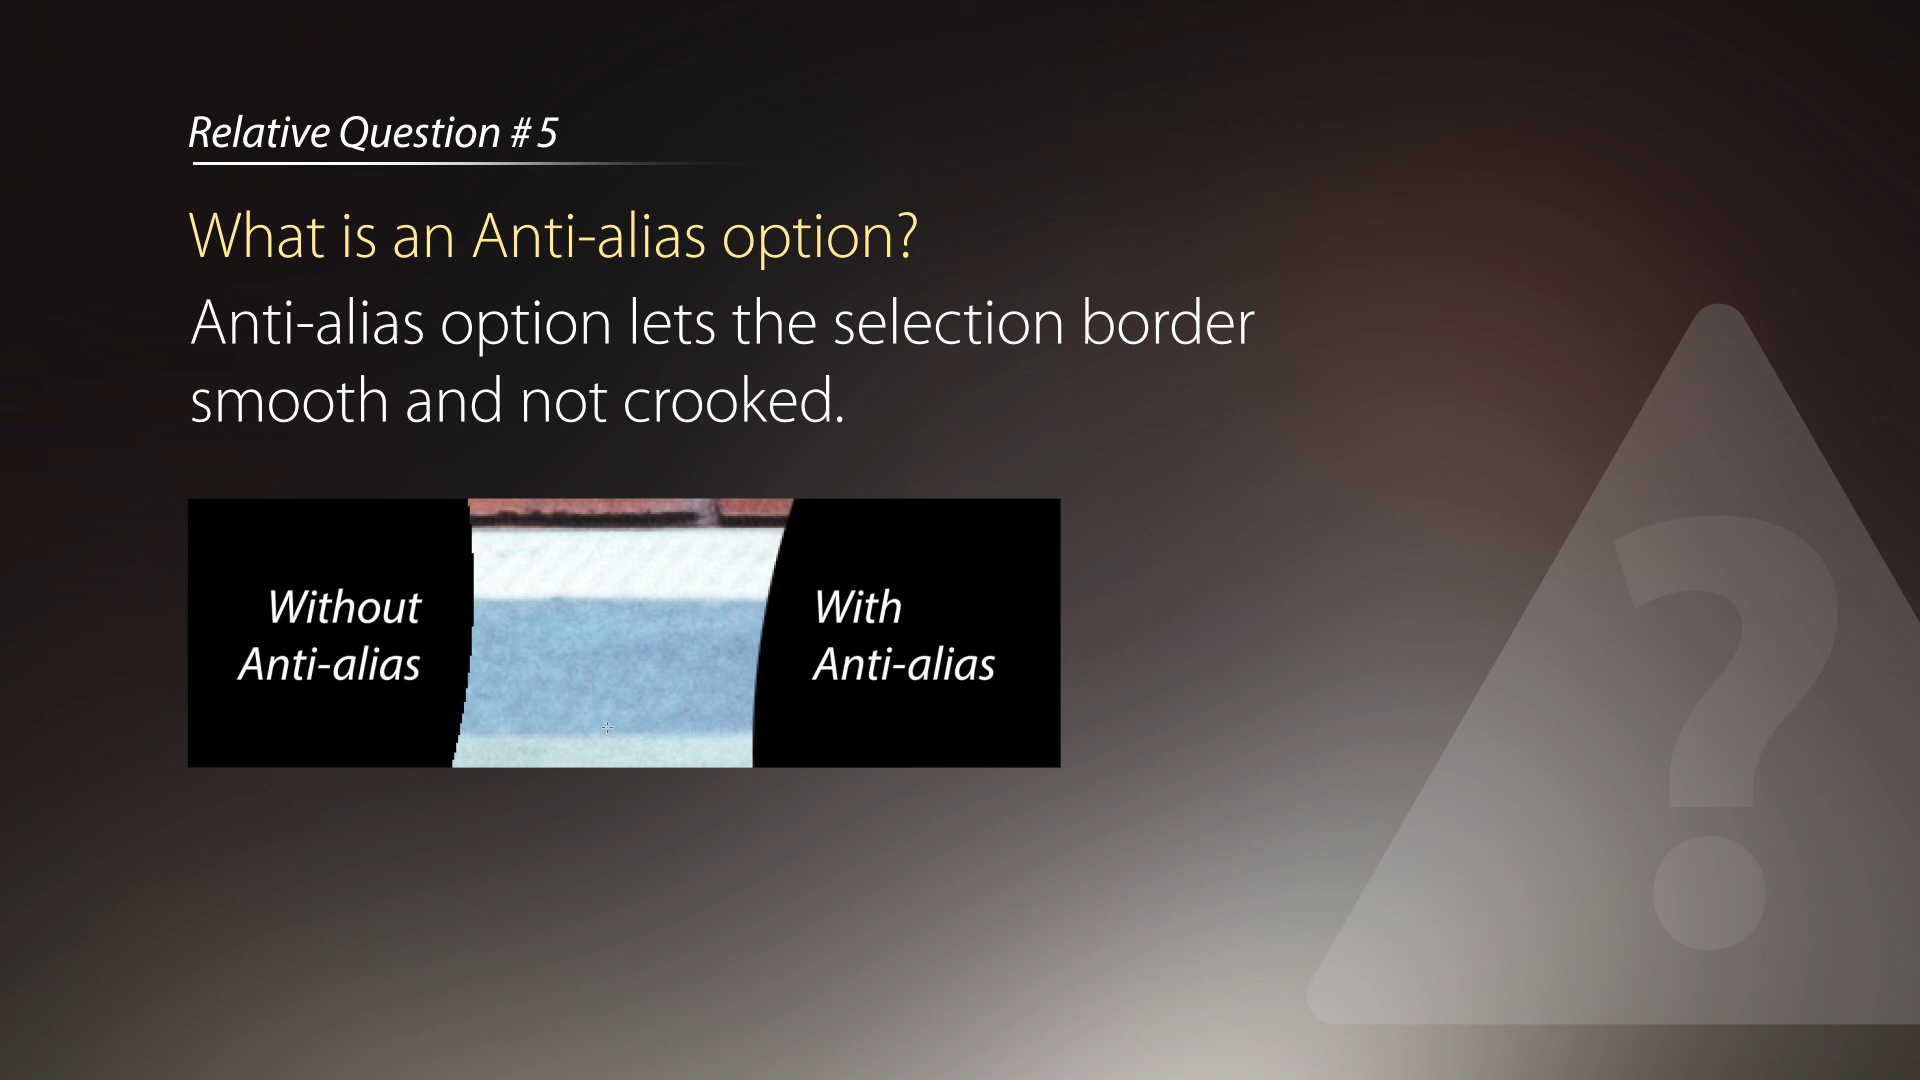 Relative Question #5
What is an Anti-alias option?
Anti-alias option lets the selection border
smooth and not crooked.
Without
Anti-alias
With
Anti-alias
?